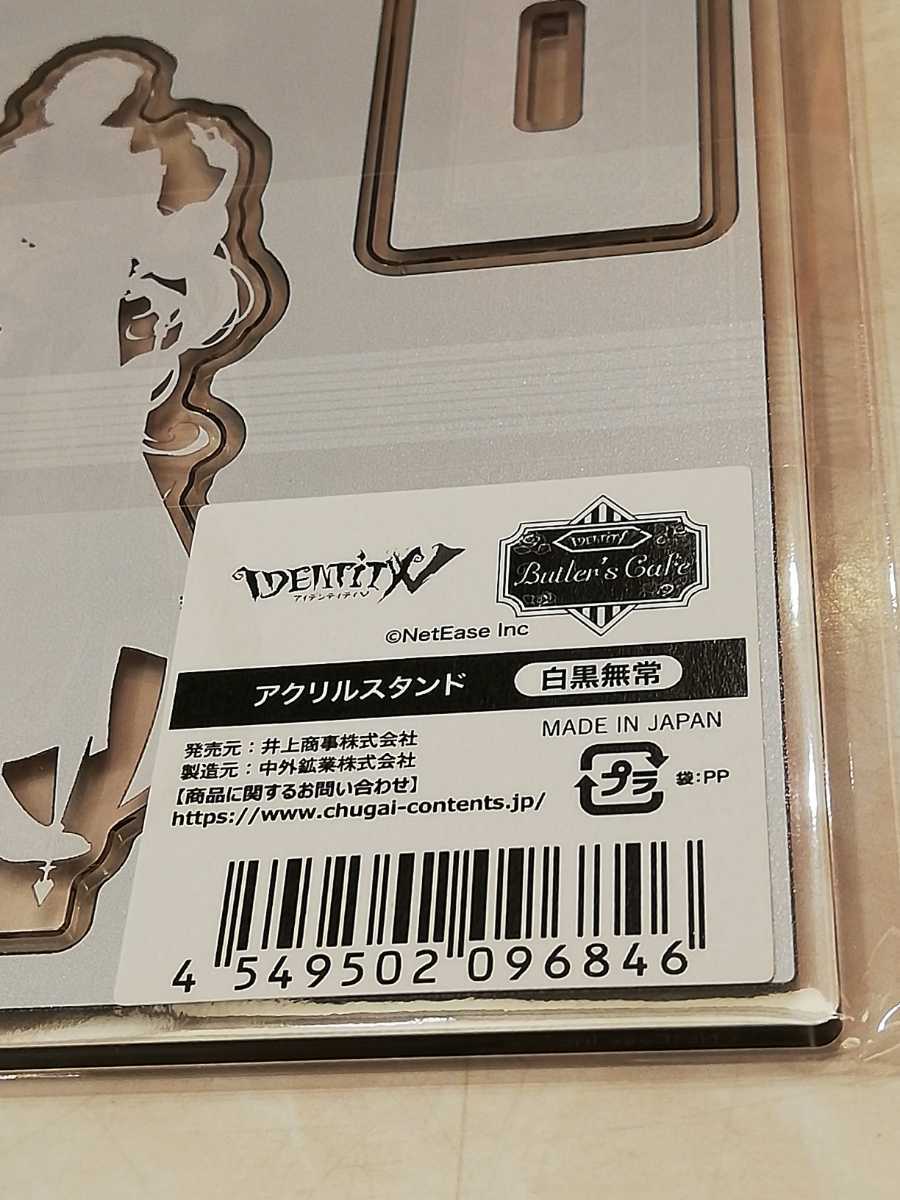 IDENTITY V
アイデンティティV
IDENTITY V
Butler's Cafe
©NetEase Inc
アクリルスタンド 白黒無常
MADE IN JAPAN
発売元：井上商事株式会社
製造元：中外鉱業株式会社
【商品に関するお問い合わせ】
https://www.chugai-contents.jp/
プラ 袋：PP
4 549502 096846